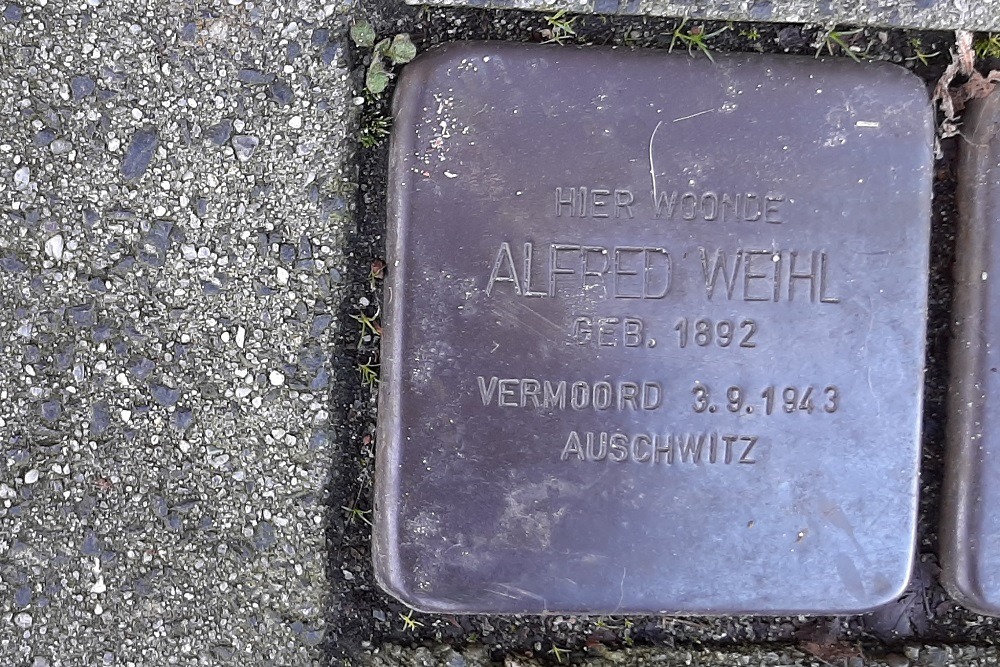 HIER WOONDE
ALFRED WEIHL
GEB. 1892
VERMOORD 3.9.1943
AUSCHWITZ